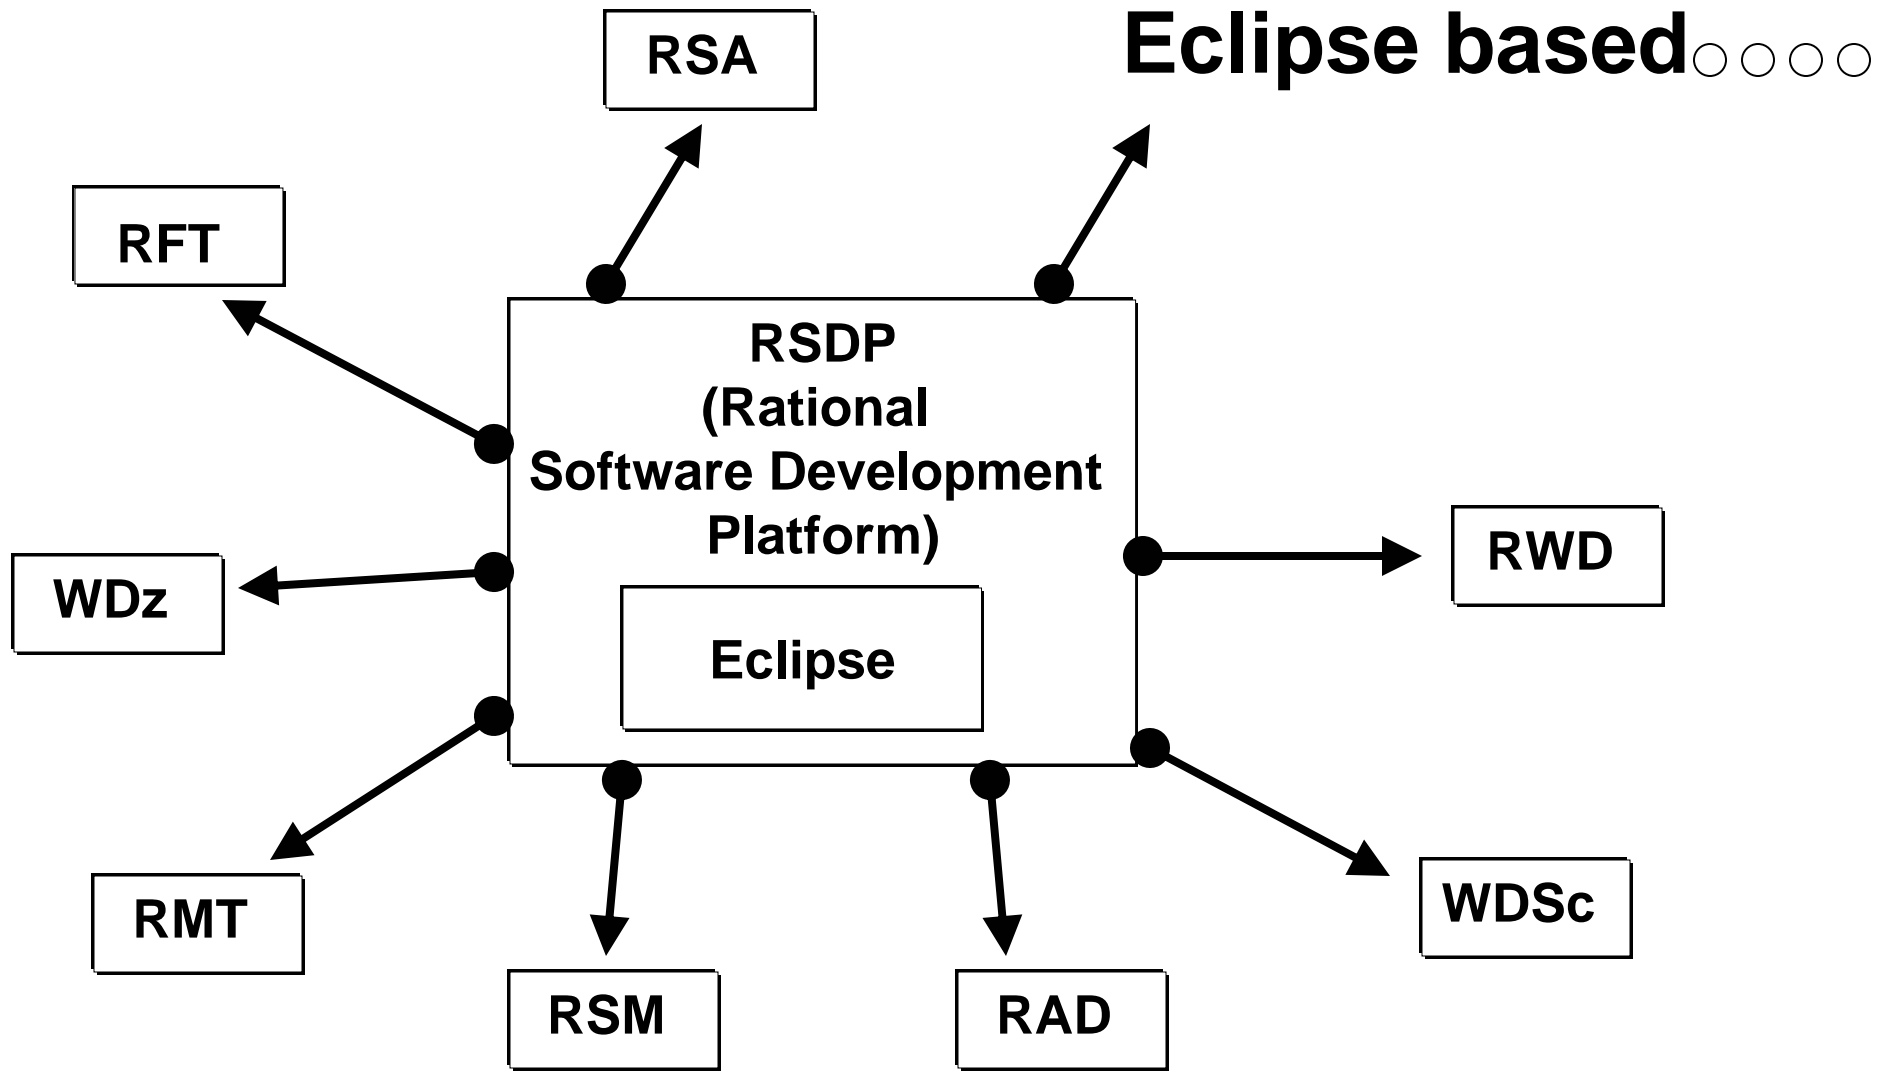 RSA
Eclipse based○○○○
RFT
RSDP
(Rational
Software Development
Platform)
RWD
WDz
Eclipse
WDSc
RMT
RSM
RAD